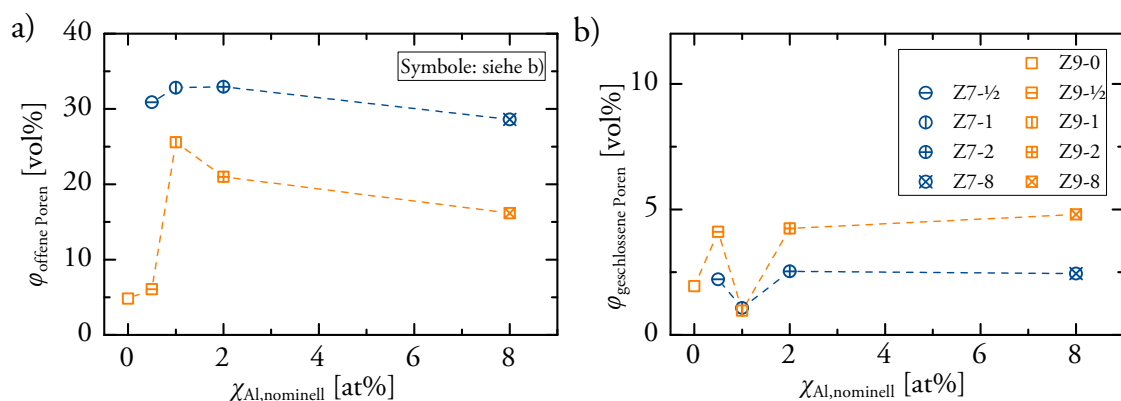 a)
40
30
20
10
0
φoffene Poren [vol%]
Symbole: siehe b)
0 2 4 6 8
χAl,nominell [at%]
b)
10
5
0
φgeschlossene Poren [vol%]
Z9-0
Z7-½ Z9-½
Z7-1 Z9-1
Z7-2 Z9-2
Z7-8 Z9-8
0 2 4 6 8
χAl,nominell [at%]